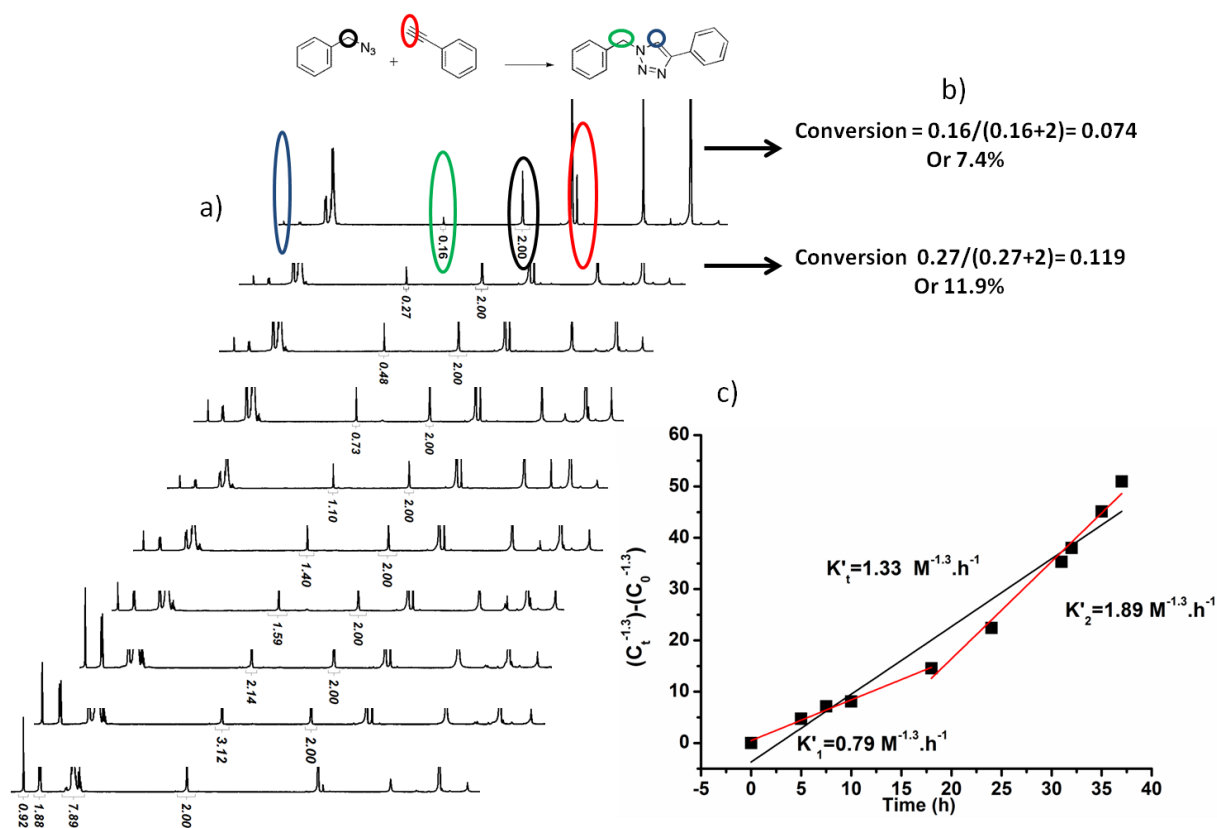 N3
+
N
N
N
b)
Conversion = 0.16/(0.16+2)= 0.074
Or 7.4%
a)
0.16
2.00
Conversion 0.27/(0.27+2)= 0.119
Or 11.9%
0.27
2.00
0.48
2.00
0.73
2.00
1.10
2.00
1.40
2.00
1.59
2.00
2.14
2.00
3.12
2.00
0.92
1.88
7.89
2.00
c)
60
50
40
30
20
10
0
-5
0
5
10
15
20
25
30
35
40
Time (h)
(Ct^-1.3)-(C0^-1.3)
K't=1.33 M^-1.3.h^-1
K'2=1.89 M^-1.3.h^-1
K'1=0.79 M^-1.3.h^-1